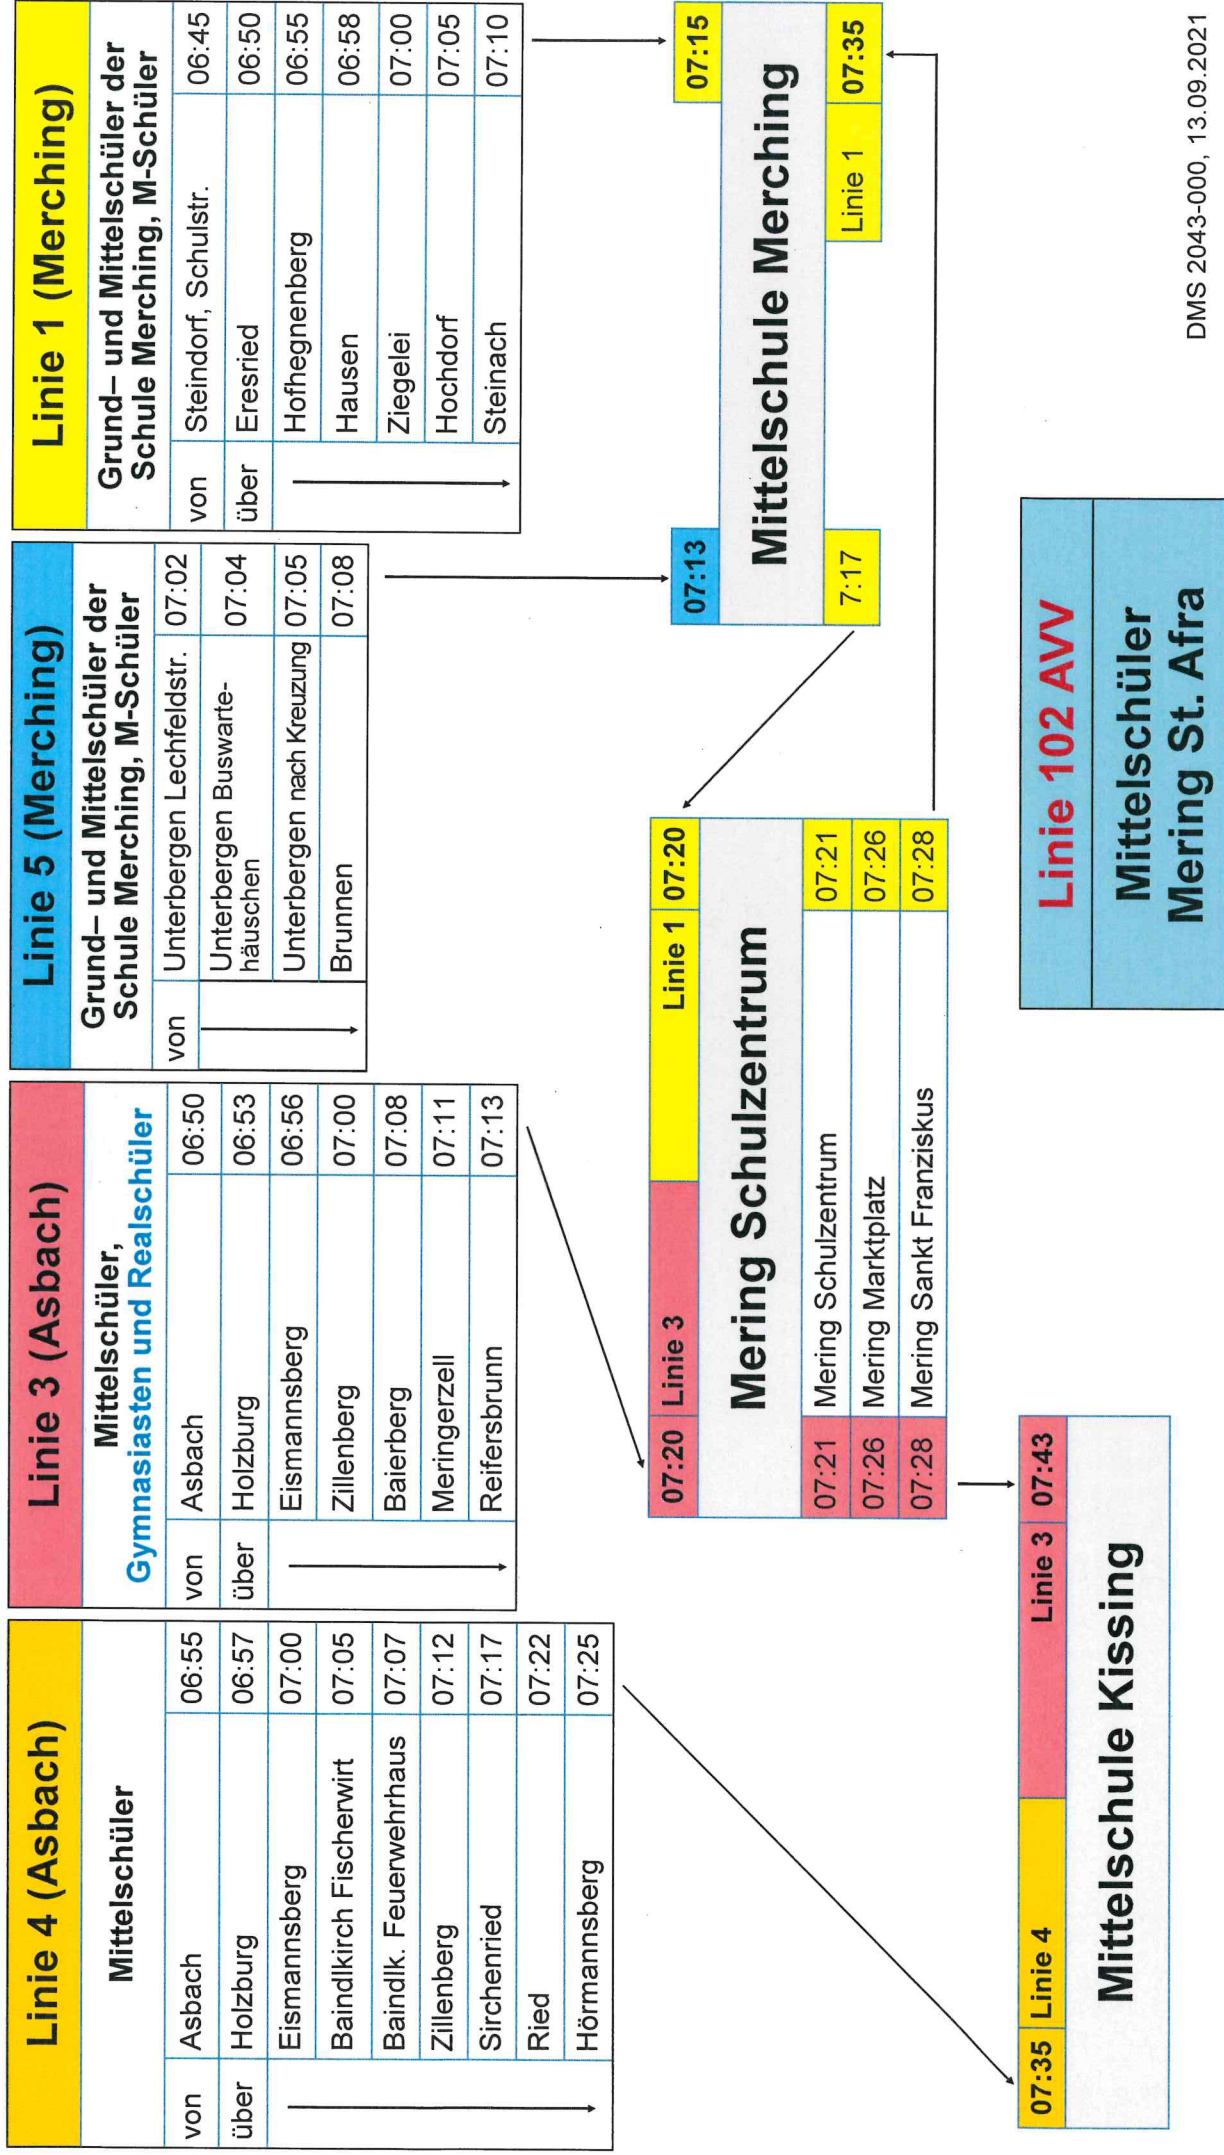 Linie 4 (Asbach)
Mittelschüler
von Asbach 06:55
über Holzburg 06:57
Eismannsberg 07:00
Baindlkirch Fischerwirt 07:05
Baindlk. Feuerwehrhaus 07:07
Zillenberg 07:12
Sirchenried 07:17
Ried 07:22
Hörmannsberg 07:25
Linie 3 (Asbach)
Mittelschüler,
Gymnasiasten und Realschüler
von Asbach 06:50
über Holzburg 06:53
Eismannsberg 06:56
Zillenberg 07:00
Baierberg 07:08
Meringerzell 07:11
Reifersbrunn 07:13
Linie 5 (Merching)
Grund– und Mittelschüler der
Schule Merching, M-Schüler
von Unterbergen Lechfeldstr. 07:02
Unterbergen Buswarte- 07:04
häuschen
Unterbergen nach Kreuzung 07:05
Brunnen 07:08
Linie 1 (Merching)
Grund– und Mittelschüler der
Schule Merching, M-Schüler
von Steindorf, Schulstr. 06:45
über Eresried 06:50
Hofhegnenberg 06:55
Hausen 06:58
Ziegelei 07:00
Hochdorf 07:05
Steinach 07:10
07:20 Linie 3 Linie 1 07:20
Mering Schulzentrum
07:21 Mering Schulzentrum 07:21
07:26 Mering Marktplatz 07:26
07:28 Mering Sankt Franziskus 07:28
07:13 07:15
Mittelschule Merching
7:17 Linie 1 07:35
07:35 Linie 4 Linie 3 07:43
Mittelschule Kissing
Linie 102 AVV
Mittelschüler
Mering St. Afra
DMS 2043-000, 13.09.2021